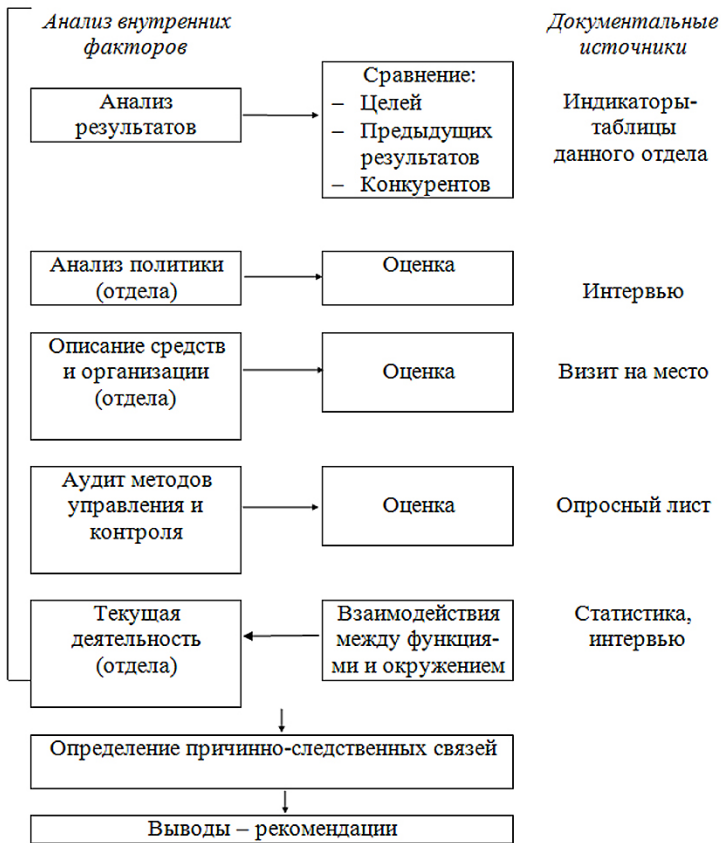 Анализ внутренних
факторов
Документальные
источники
Анализ
результатов
Сравнение:
– Целей
– Предыдущих
результатов
– Конкурентов
Индикаторы-
таблицы
данного отдела
Анализ политики
(отдела)
Оценка
Интервью
Описание средств
и организации
(отдела)
Оценка
Визит на место
Аудит методов
управления и
контроля
Оценка
Опросный лист
Текущая
деятельность
(отдела)
Взаимодействия
между функция-
ми и окружением
Статистика,
интервью
Определение причинно-следственных связей
Выводы – рекомендации